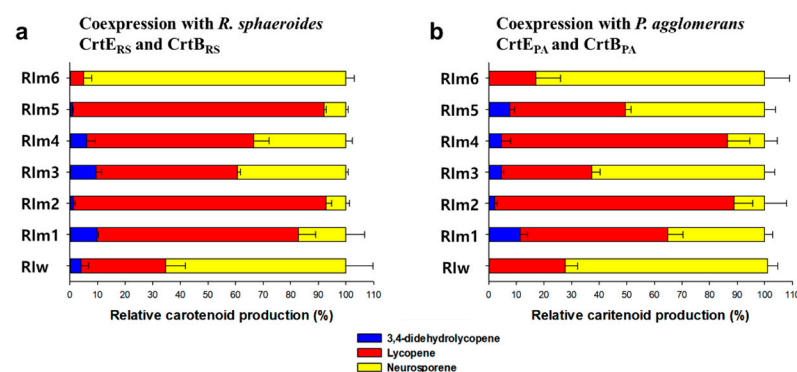 a
Coexpression with R. sphaeroides
CrtERS and CrtBRS
RIm6
RIm5
RIm4
RIm3
RIm2
RIm1
RIw
0 10 20 30 40 50 60 70 80 90 100 110
Relative carotenoid production (%)
b
Coexpression with P. agglomerans
CrtEPA and CrtBPA
RIm6
RIm5
RIm4
RIm3
RIm2
RIm1
RIw
0 10 20 30 40 50 60 70 80 90 100 110
Relative caritenoid production (%)
3,4-didehydrolycopene
Lycopene
Neurosporene